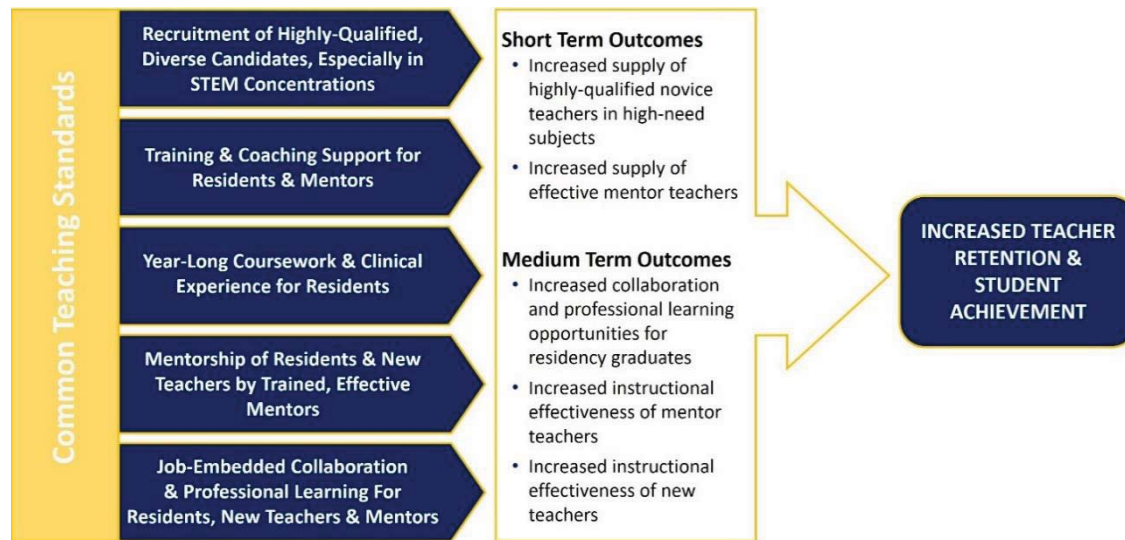 Common Teaching Standards
Recruitment of Highly-Qualified,
Diverse Candidates, Especially in
STEM Concentrations
Training & Coaching Support for
Residents & Mentors
Year-Long Coursework & Clinical
Experience for Residents
Mentorship of Residents & New
Teachers by Trained, Effective
Mentors
Job-Embedded Collaboration
& Professional Learning For
Residents, New Teachers & Mentors
Short Term Outcomes
• Increased supply of
highly-qualified novice
teachers in high-need
subjects
• Increased supply of
effective mentor teachers
Medium Term Outcomes
• Increased collaboration
and professional learning
opportunities for
residency graduates
• Increased instructional
effectiveness of mentor
teachers
• Increased instructional
effectiveness of new
teachers
INCREASED TEACHER
RETENTION &
STUDENT
ACHIEVEMENT